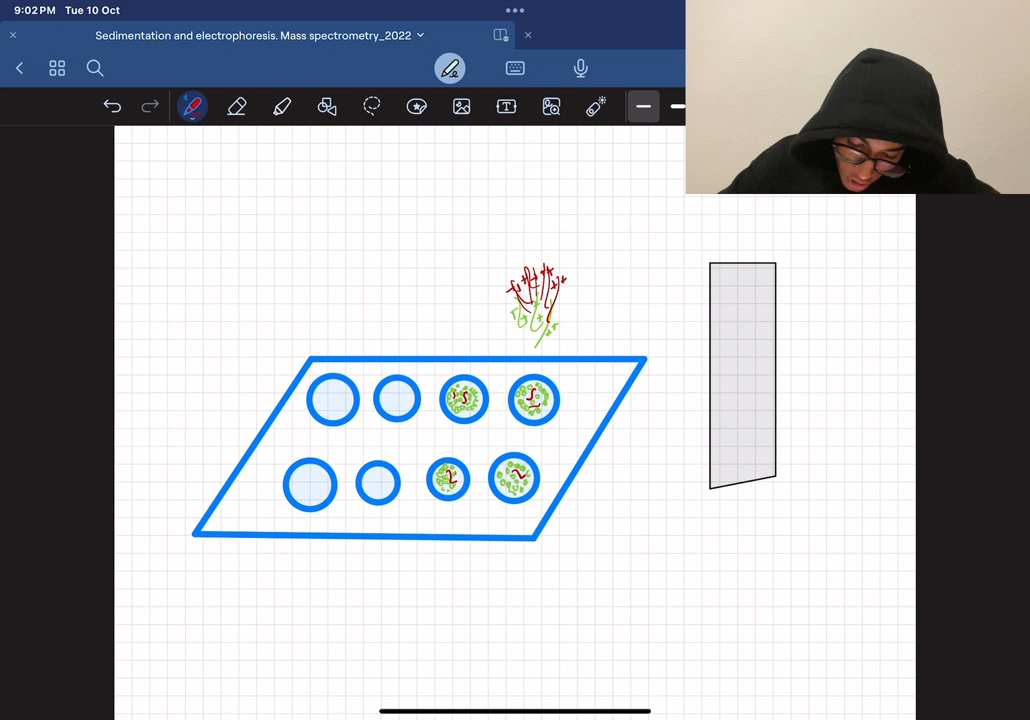 9:02 PM Tue 10 Oct
Sedimentation and electrophoresis. Mass spectrometry_2022